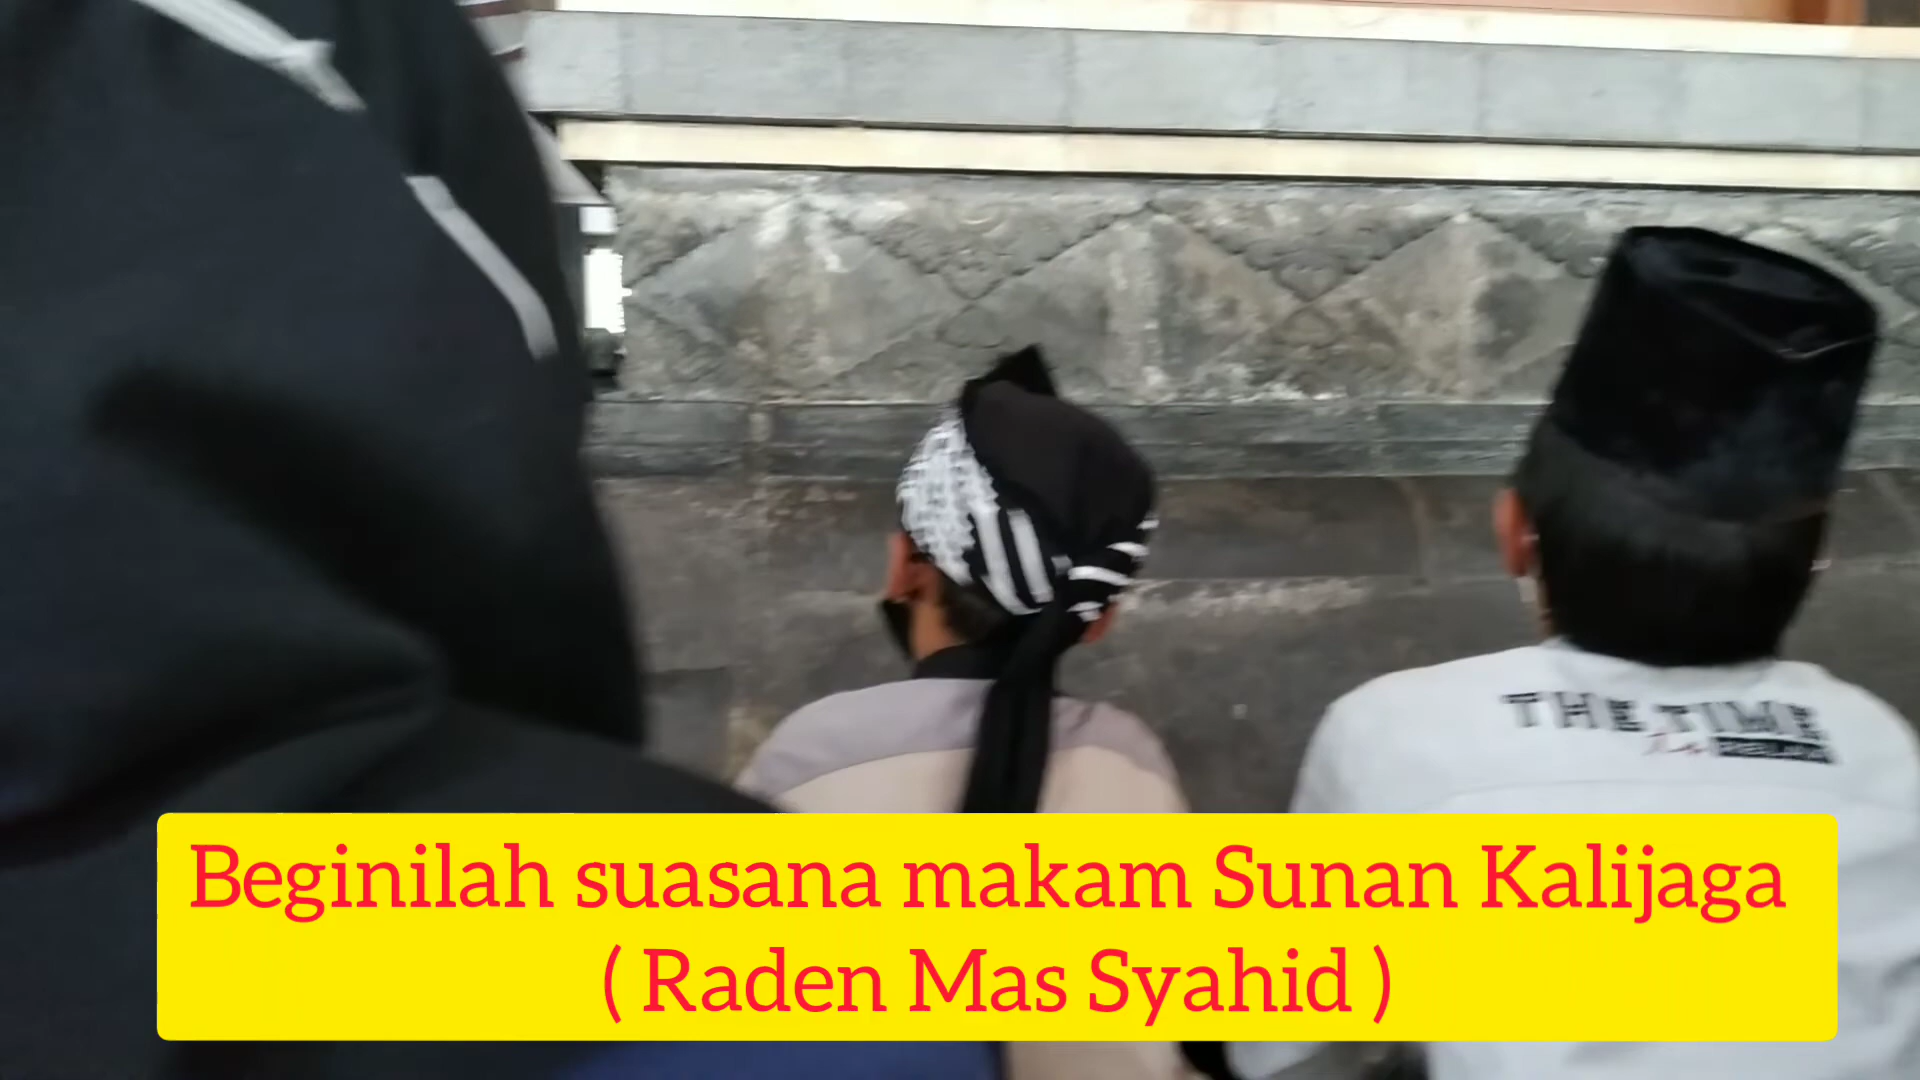 THE TIME
Beginilah suasana makam Sunan Kalijaga
( Raden Mas Syahid )